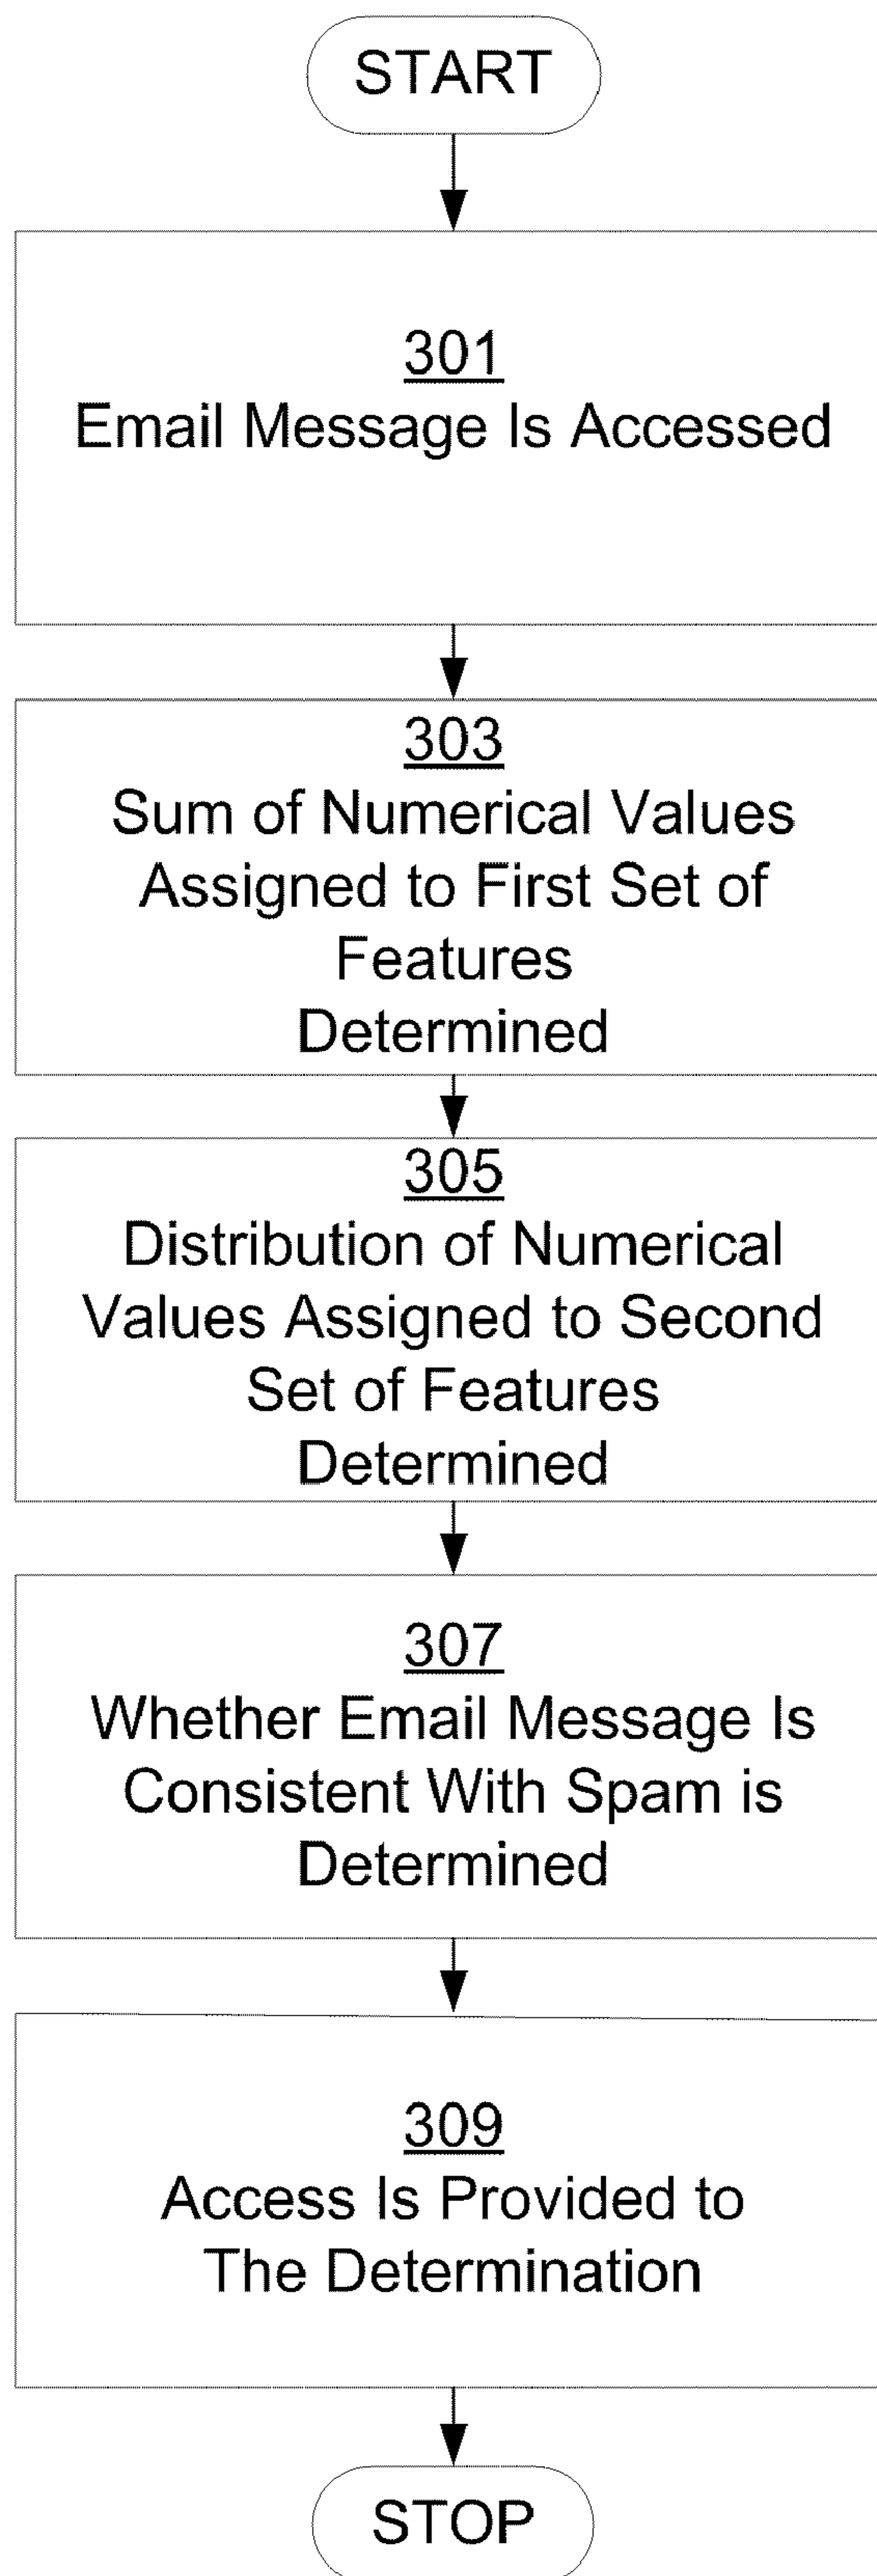 START
301
Email Message Is Accessed
303
Sum of Numerical Values
Assigned to First Set of
Features
Determined
305
Distribution of Numerical
Values Assigned to Second
Set of Features
Determined
307
Whether Email Message Is
Consistent With Spam is
Determined
309
Access Is Provided to
The Determination
STOP